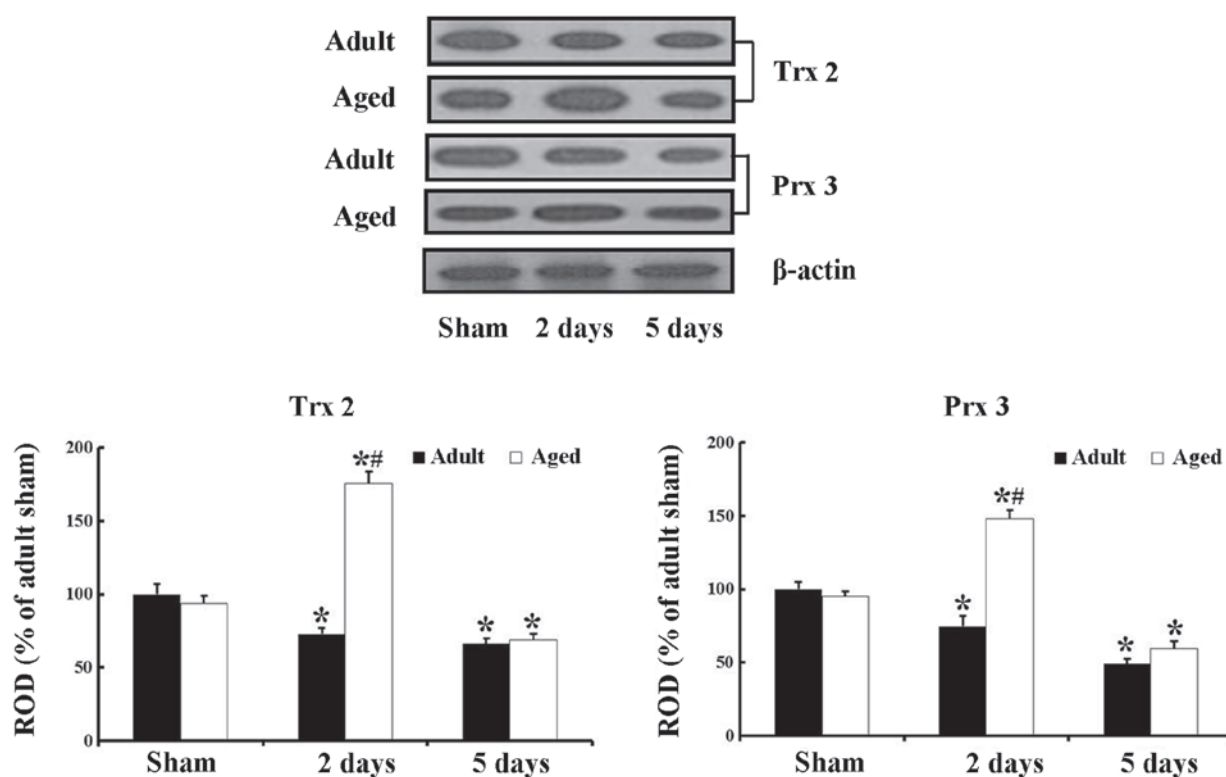 Adult
Trx 2
Aged
Adult
Prx 3
Aged
β-actin
Sham 2 days 5 days
Trx 2
ROD (% of adult sham)
200
150
100
50
0
Adult Aged
*#
*
* *
Sham 2 days 5 days
Prx 3
ROD (% of adult sham)
200
150
100
50
0
Adult Aged
*#
*
* *
Sham 2 days 5 days